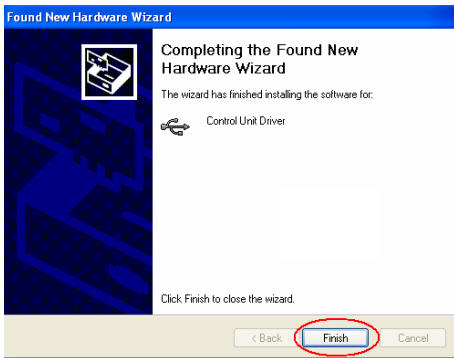 Found New Hardware Wizard
Completing the Found New
Hardware Wizard
The wizard has finished installing the software for:
Control Unit Driver
Click Finish to close the wizard.
< Back
Finish
Cancel